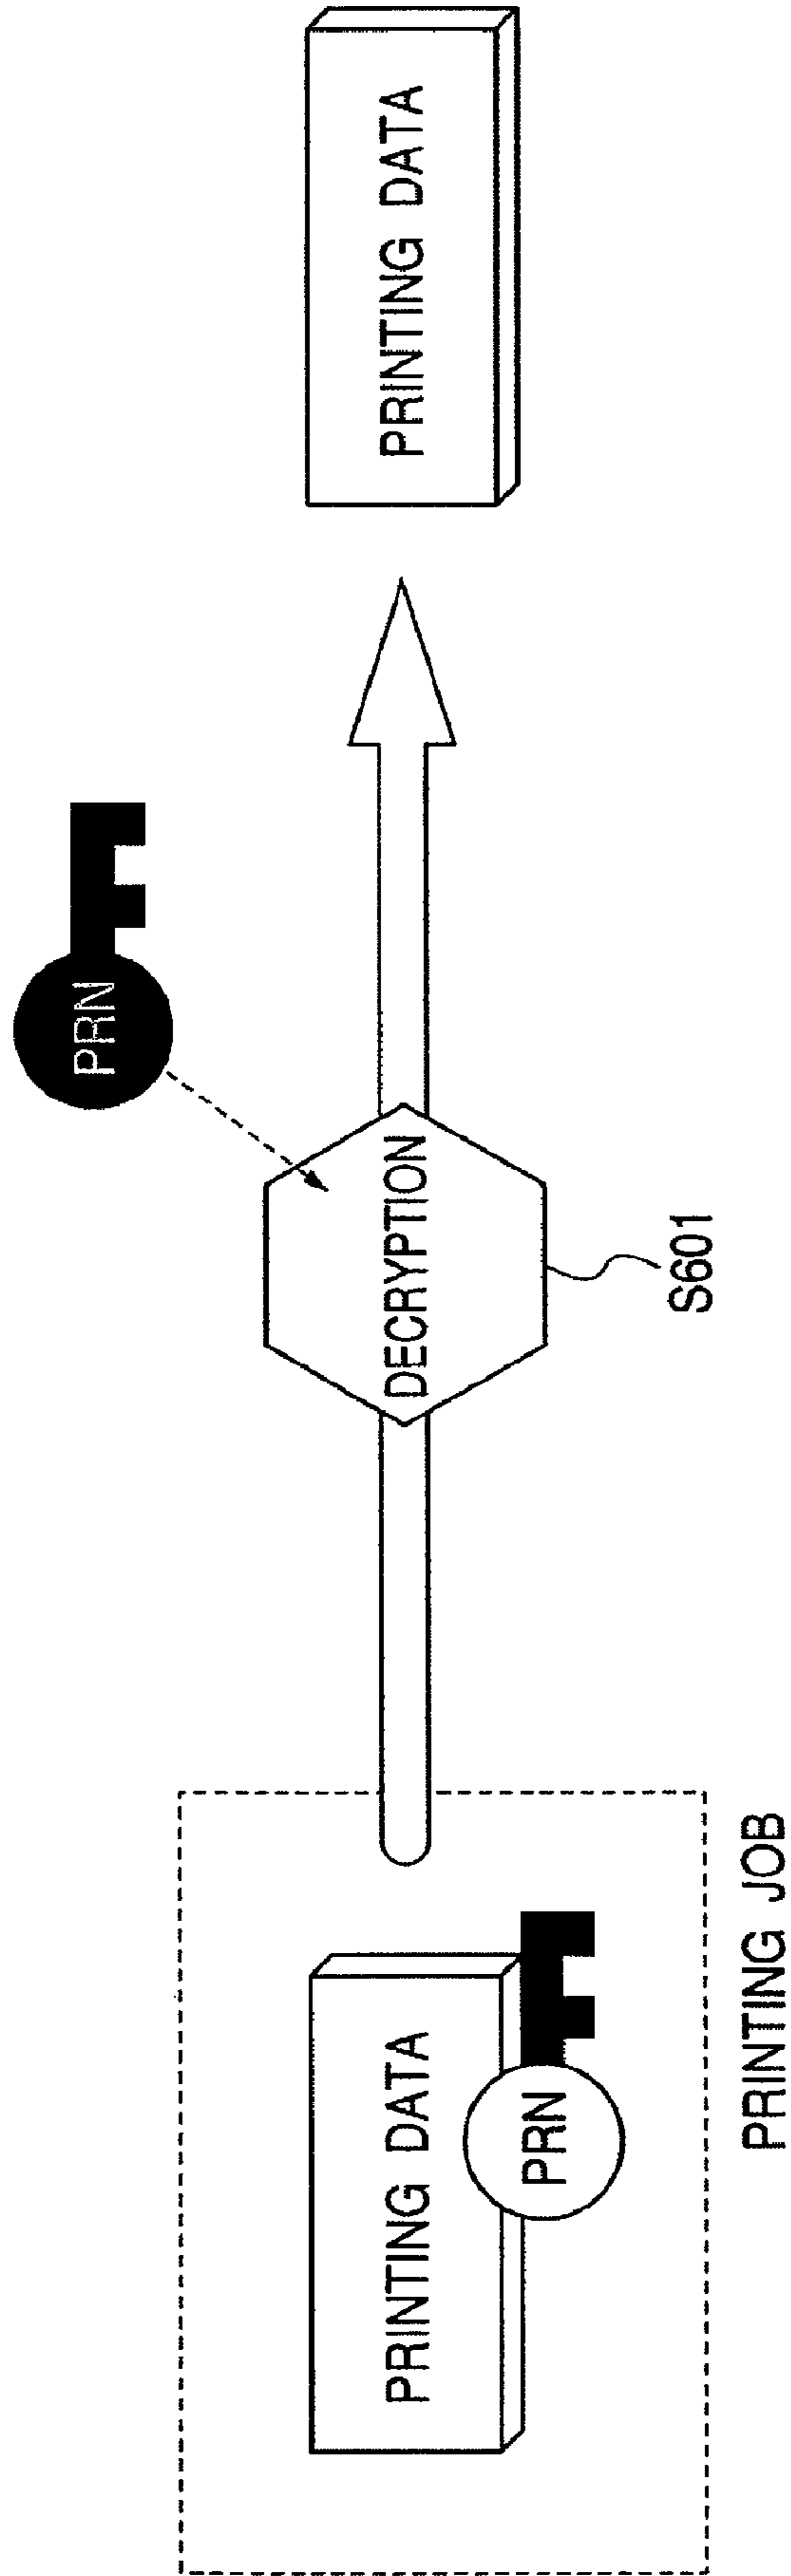 PRINTING DATA
PRN
PRINTING JOB
DECRYPTION
S601
PRN
PRINTING DATA